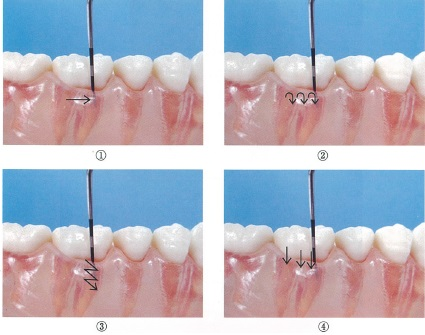 ①
②
③
④